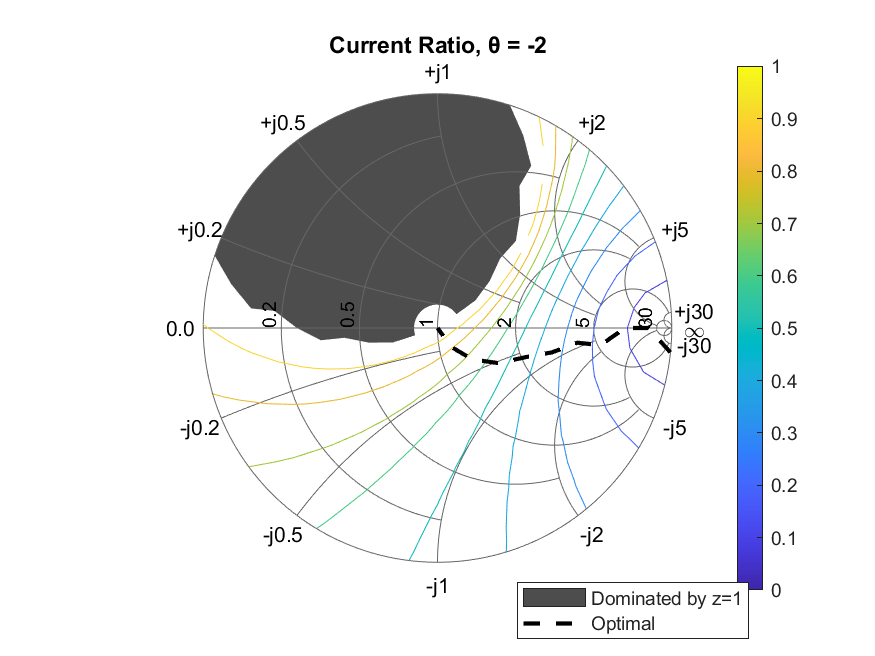 Current Ratio, θ = -2
+j1
+j0.5
+j2
+j0.2
+j5
0.0
0.2
0.5
1
2
5
30
+j30
∞
-j30
-j0.2
-j5
-j0.5
-j2
-j1
1
0.9
0.8
0.7
0.6
0.5
0.4
0.3
0.2
0.1
0
Dominated by z=1
Optimal